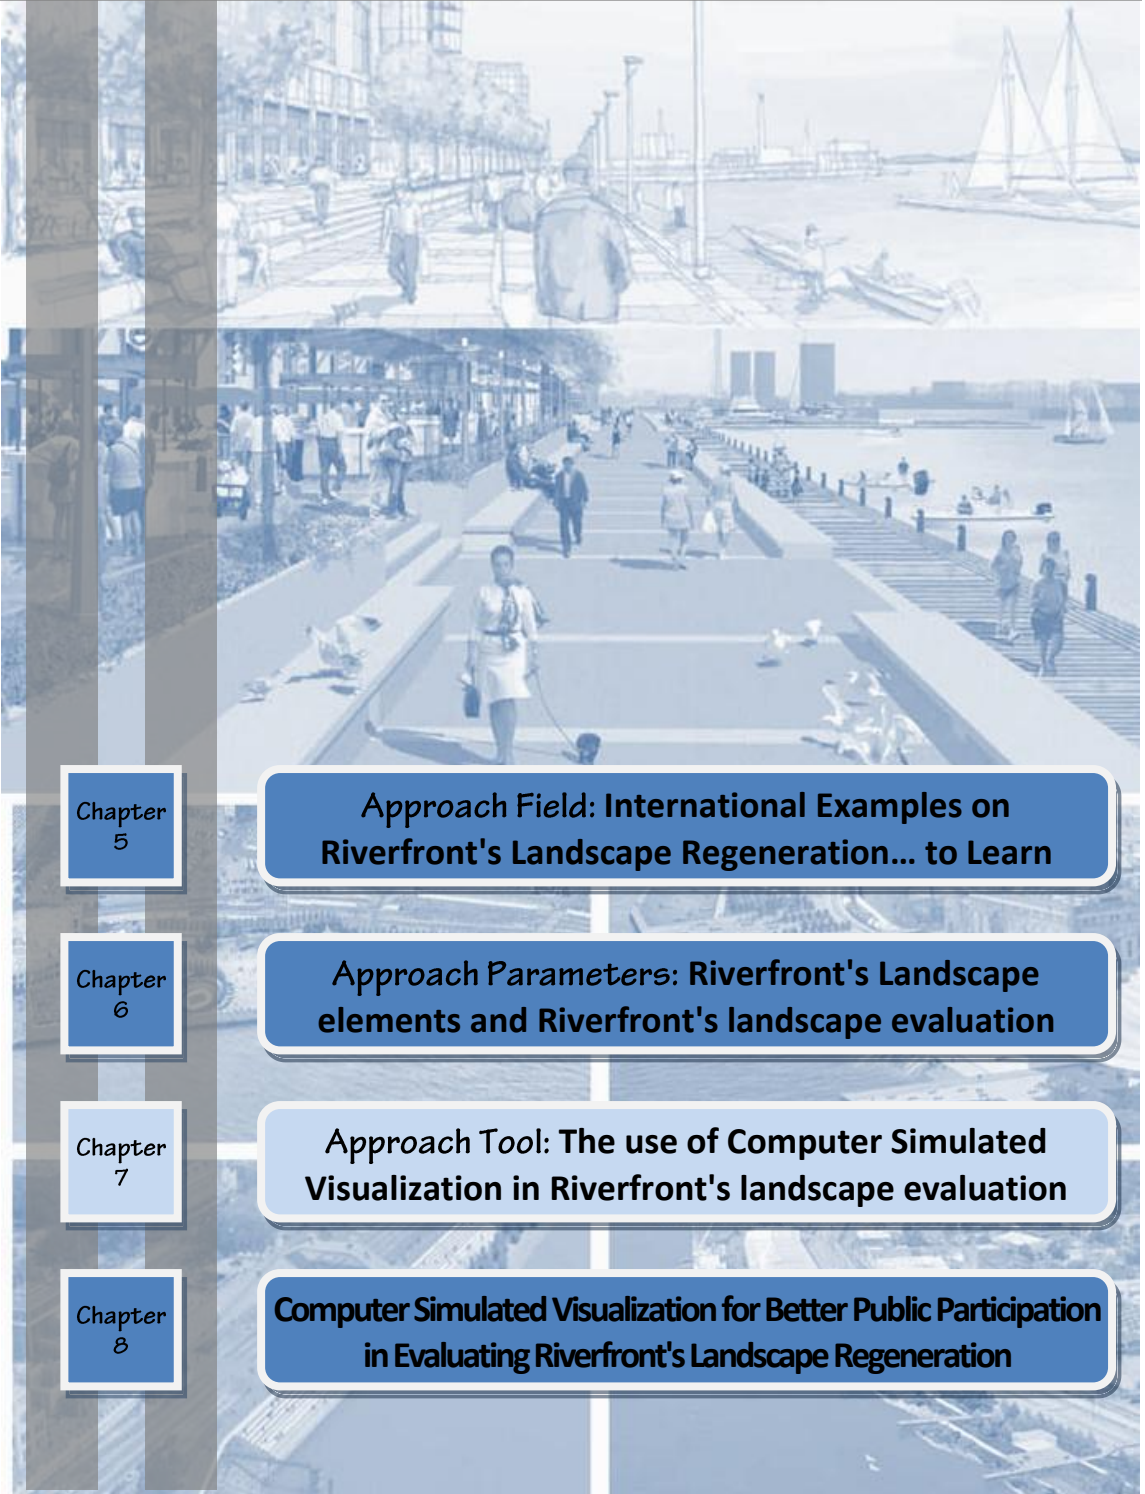 Chapter
5
Approach Field: International Examples on
Riverfront's Landscape Regeneration... to Learn
Chapter
6
Approach Parameters: Riverfront's Landscape
elements and Riverfront's landscape evaluation
Chapter
7
Approach Tool: The use of Computer Simulated
Visualization in Riverfront's landscape evaluation
Chapter
8
Computer Simulated Visualization for Better Public Participation
in Evaluating Riverfront's Landscape Regeneration